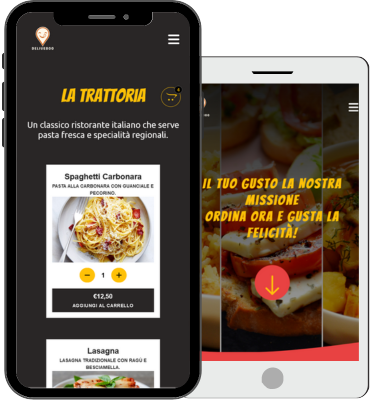 DELIVEROO
LA TRATTORIA
Un classico ristorante italiano che serve
pasta fresca e specialità regionali.
Spaghetti Carbonara
PASTA ALLA CARBONARA CON GUANCIALE E
PECORINO.
1
€12,50
AGGIUNGI AL CARRELLO
Lasagna
LASAGNA TRADIZIONALE CON RAGÙ E
BESCIAMELLA.
IL TUO GUSTO LA NOSTRA
MISSIONE
ORDINA ORA E GUSTA LA
FELICITÀ!